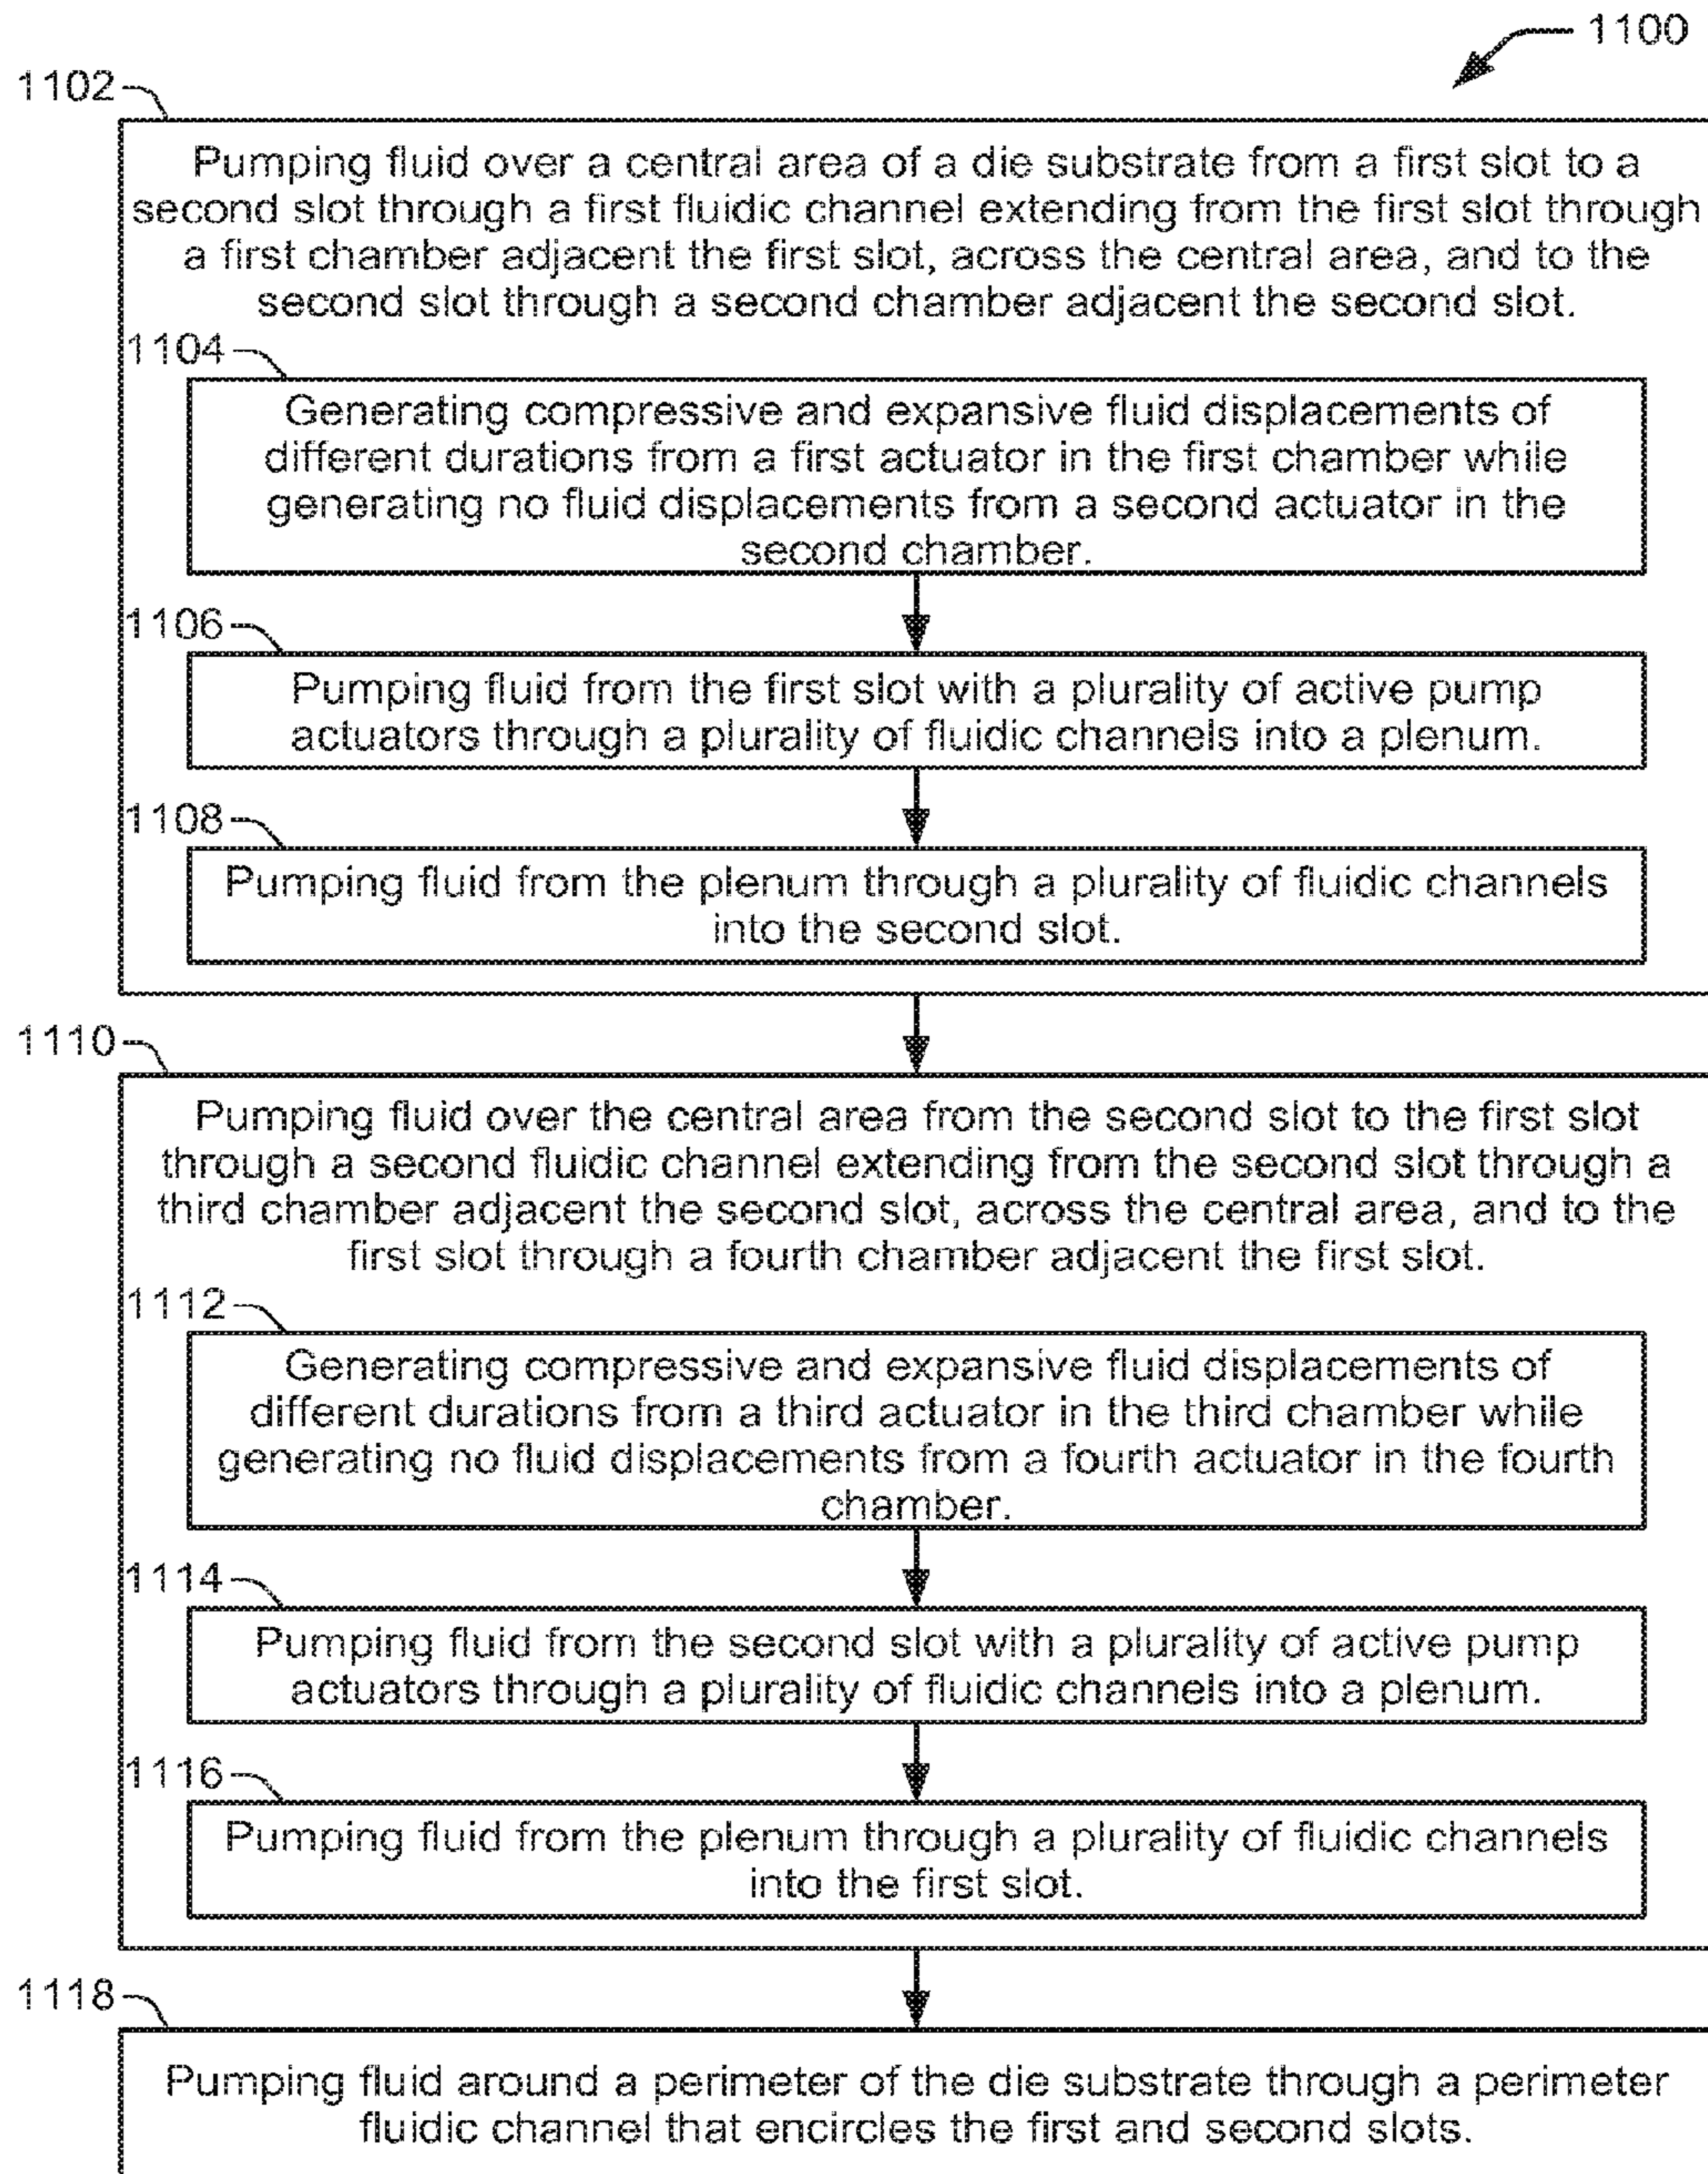 1100
1102
Pumping fluid over a central area of a die substrate from a first slot to a
second slot through a first fluidic channel extending from the first slot through
a first chamber adjacent the first slot, across the central area, and to the
second slot through a second chamber adjacent the second slot.
1104
Generating compressive and expansive fluid displacements of
different durations from a first actuator in the first chamber while
generating no fluid displacements from a second actuator in the
second chamber.
1106
Pumping fluid from the first slot with a plurality of active pump
actuators through a plurality of fluidic channels into a plenum.
1108
Pumping fluid from the plenum through a plurality of fluidic channels
into the second slot.
1110
Pumping fluid over the central area from the second slot to the first slot
through a second fluidic channel extending from the second slot through a
third chamber adjacent the second slot, across the central area, and to the
first slot through a fourth chamber adjacent the first slot.
1112
Generating compressive and expansive fluid displacements of
different durations from a third actuator in the third chamber while
generating no fluid displacements from a fourth actuator in the fourth
chamber.
1114
Pumping fluid from the second slot with a plurality of active pump
actuators through a plurality of fluidic channels into a plenum.
1116
Pumping fluid from the plenum through a plurality of fluidic channels
into the first slot.
1118
Pumping fluid around a perimeter of the die substrate through a perimeter
fluidic channel that encircles the first and second slots.